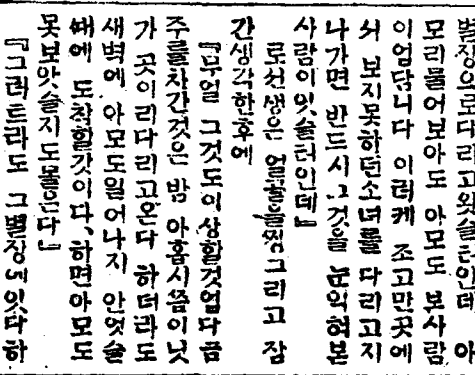 별장으로다리고왓슬터인데 아
모리물어보아도 아모도 본사람
이업답니다 이러케 조고만곳에
서 보지못하던소녀를 다리고지
나가면 반드시 그것을 눈익혀본
사람이잇슬터인데』
로선생은 얼골을찡그리고 잠
간생각한후에
『무얼 그것도이상할것업다 품
주를차간것은 밤 아홉시쯤이닛
가 곳이리다리고온다 하더라도
새벽에 아모도일어나지 안엇슬
때에 도착할것이다、하면아모도
못보앗슬지도몰은다』
『그러트라도 그별장에잇다하